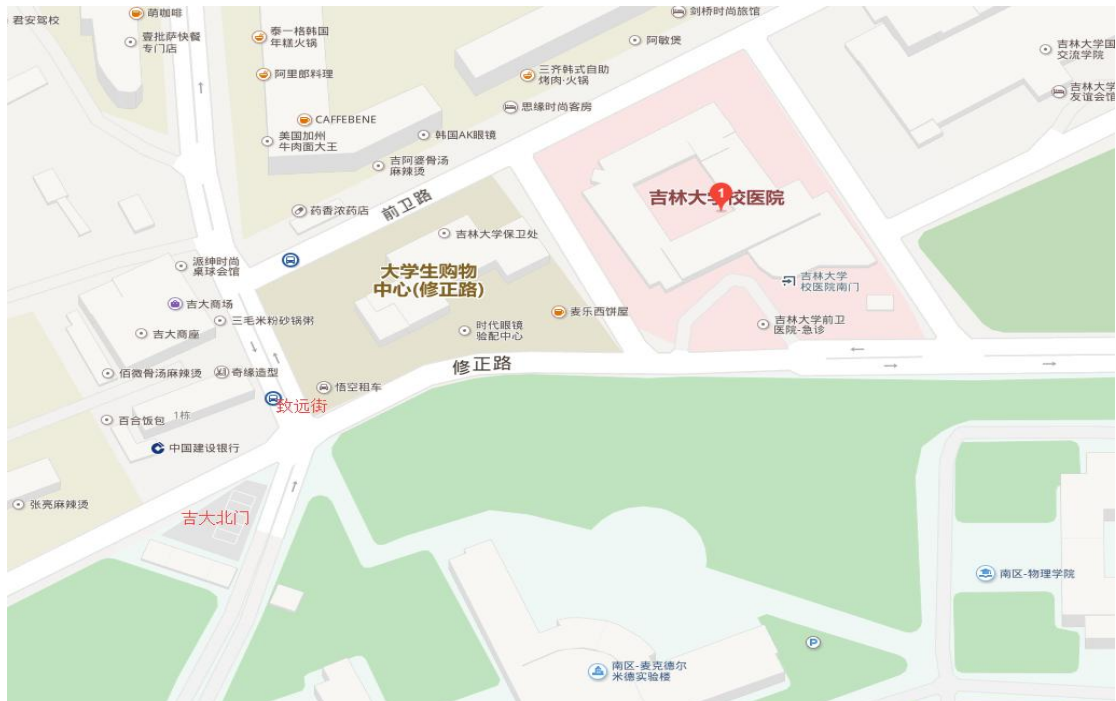 君安驾校
萌咖啡
壹批萨快餐
专门店
泰一格韩国
年糕火锅
阿里郎料理
CAFFEBENE
美国加州
牛肉面大王
韩国AK眼镜
吉阿婆骨汤
麻辣烫
剑桥时尚旅馆
阿敏煲
三齐韩式自助
烤肉·火锅
思缘时尚客房
吉林大学国
交流学院
吉林大学
友谊会馆
药香浓药店
前卫路
吉林大学校医院
1
吉林大学保卫处
派绅时尚
桌球会馆
大学生购物
中心(修正路)
吉林大学
校医院南门
吉大商场
三毛米粉砂锅粥
吉大商座
时代眼镜
验配中心
麦乐西饼屋
吉林大学前卫
医院-急诊
佰微骨汤麻辣烫
奇缘造型
悟空租车
修正路
致远街
百合饭包
1栋
中国建设银行
张亮麻辣烫
吉大北门
南区-物理学院
P
南区-麦克德尔
米德实验楼